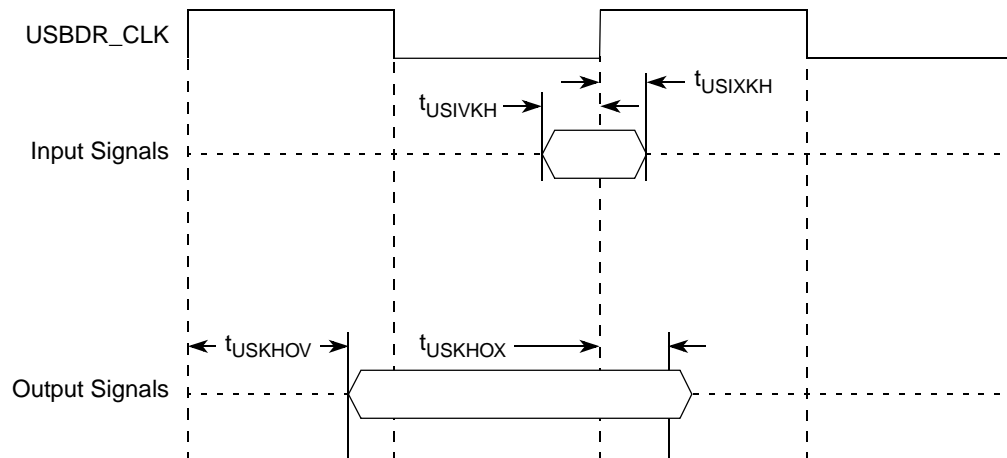 USBDR_CLK
tUSIXKH
tUSIVKH
Input Signals
tUSKHOV
tUSKHOX
Output Signals